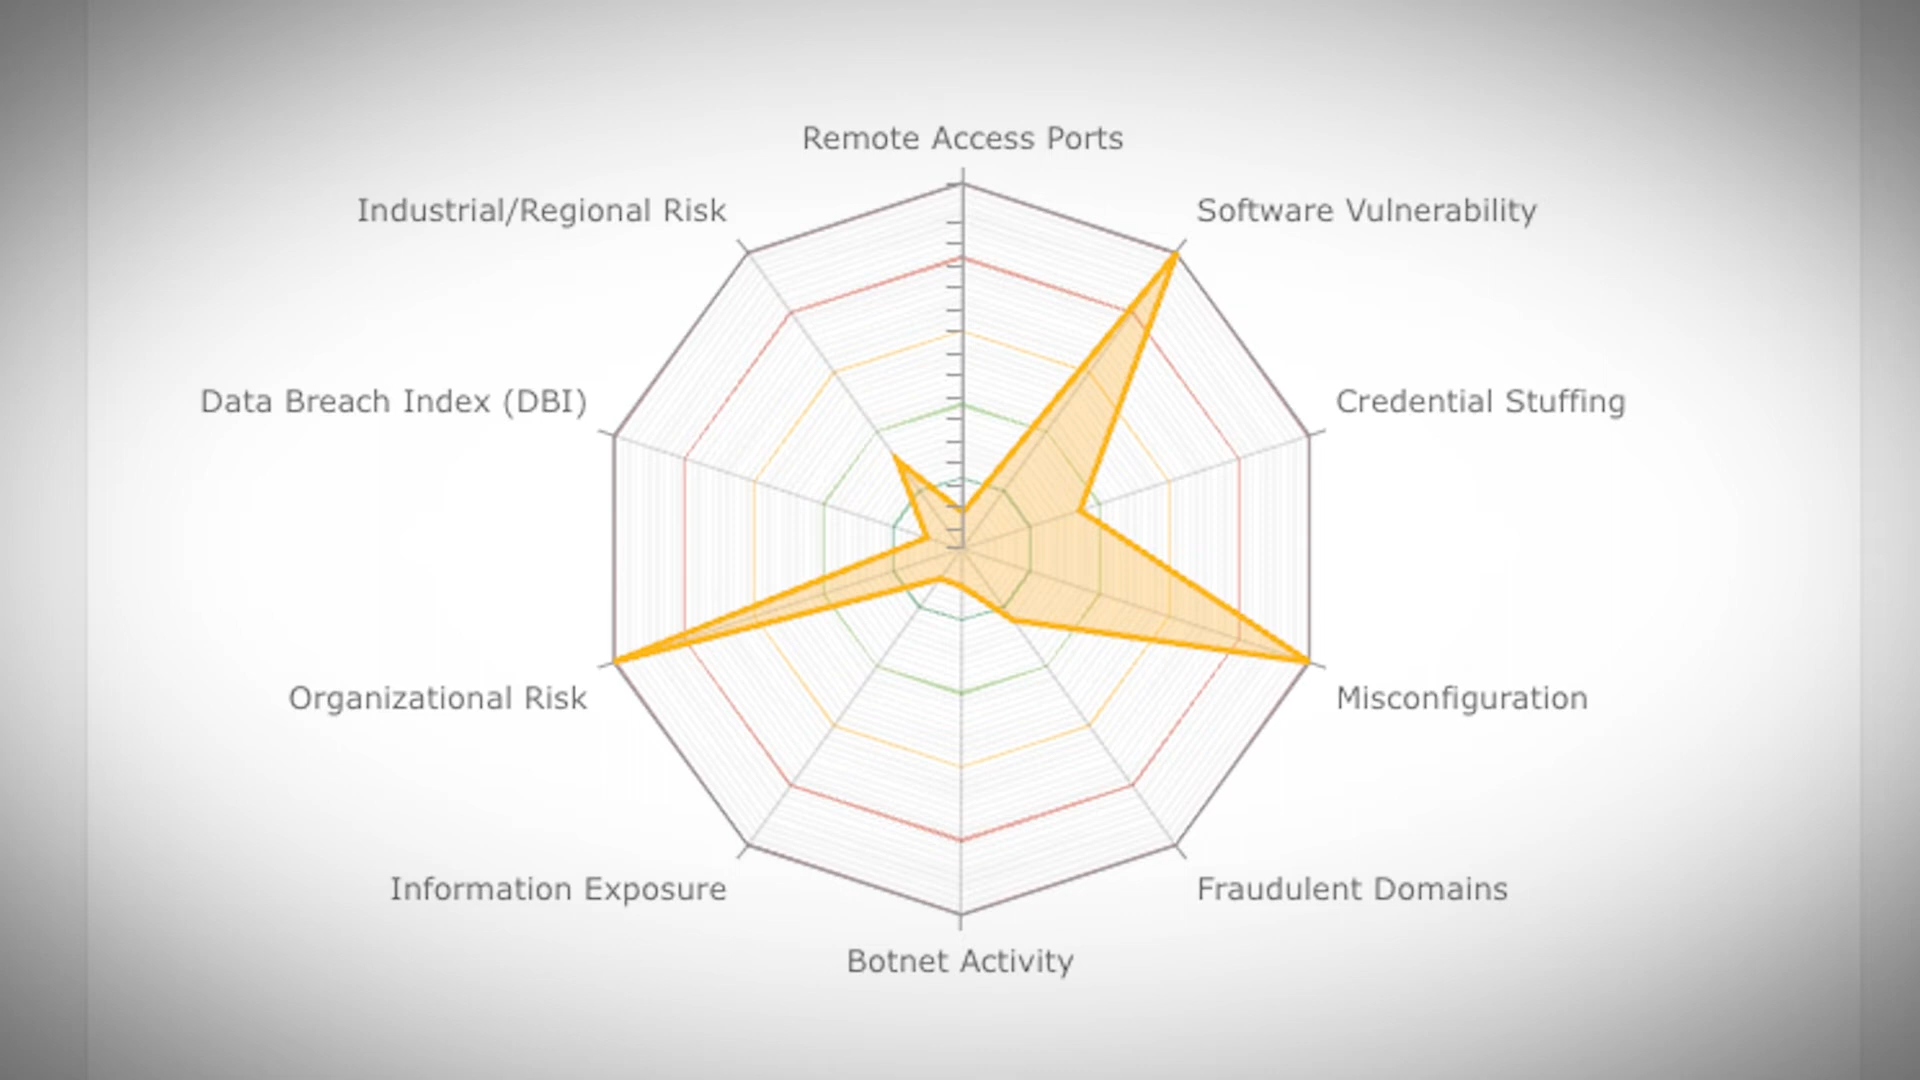 Remote Access Ports
Industrial/Regional Risk
Software Vulnerability
Data Breach Index (DBI)
Credential Stuffing
Organizational Risk
Misconfiguration
Information Exposure
Fraudulent Domains
Botnet Activity